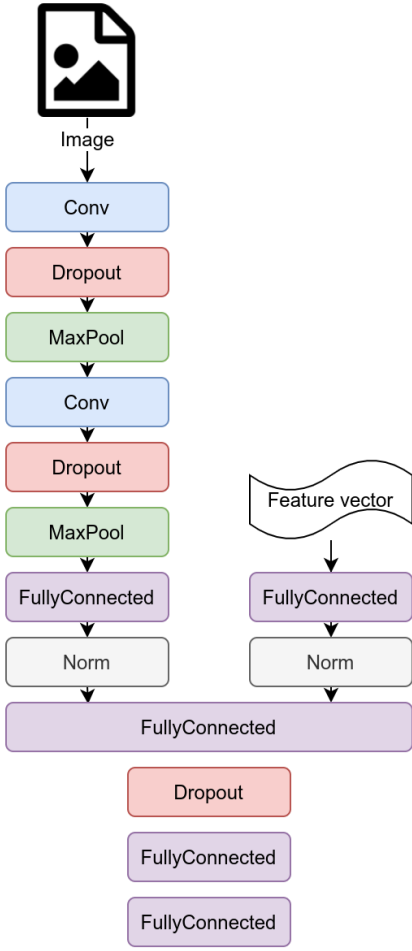 Image
Conv
Dropout
MaxPool
Conv
Dropout
MaxPool
Feature vector
FullyConnected
FullyConnected
Norm
Norm
FullyConnected
Dropout
FullyConnected
FullyConnected